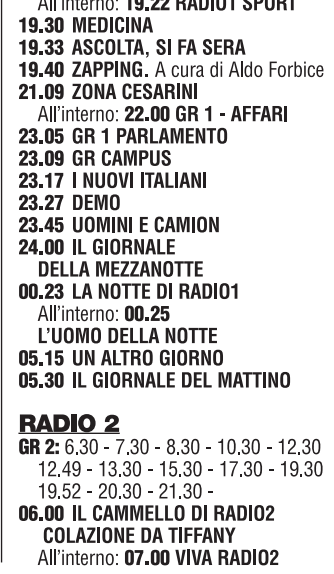 All'interno: 19.22 RADIO1 SPORT
19.30 MEDICINA
19.33 ASCOLTA, SI FA SERA
19.40 ZAPPING. A cura di Aldo Forbice
21.09 ZONA CESARINI
All'interno: 22.00 GR 1 - AFFARI
23.05 GR 1 PARLAMENTO
23.09 GR CAMPUS
23.17 I NUOVI ITALIANI
23.27 DEMO
23.45 UOMINI E CAMION
24.00 IL GIORNALE
DELLA MEZZANOTTE
00.23 LA NOTTE DI RADIO1
All'interno: 00.25
L'UOMO DELLA NOTTE
05.15 UN ALTRO GIORNO
05.30 IL GIORNALE DEL MATTINO
RADIO 2
GR 2: 6.30 - 7.30 - 8.30 - 10.30 - 12.30
12.49 - 13.30 - 15.30 - 17.30 - 19.30
19.52 - 20.30 - 21.30 -
06.00 IL CAMMELLO DI RADIO2
COLAZIONE DA TIFFANY
All'interno: 07.00 VIVA RADIO2